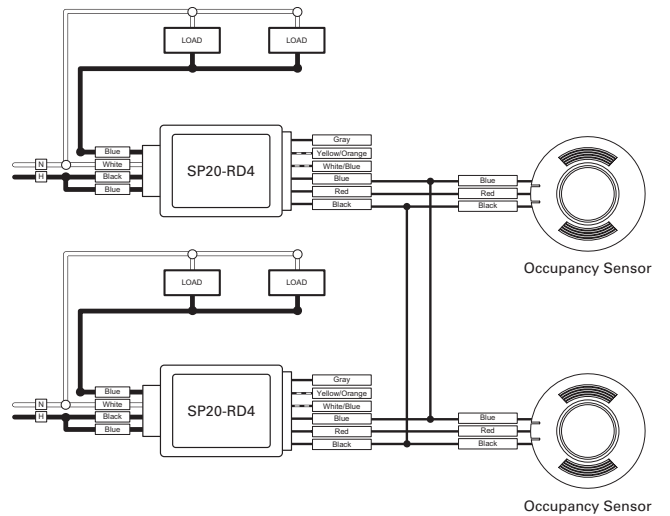 LOAD LOAD
Blue
N White
H Black
Blue
SP20-RD4
Gray
Yellow/Orange
White/Blue
Blue Blue
Red Red
Black Black
Occupancy Sensor
LOAD LOAD
Blue
N White
H Black
Blue
SP20-RD4
Gray
Yellow/Orange
White/Blue
Blue Blue
Red Red
Black Black
Occupancy Sensor